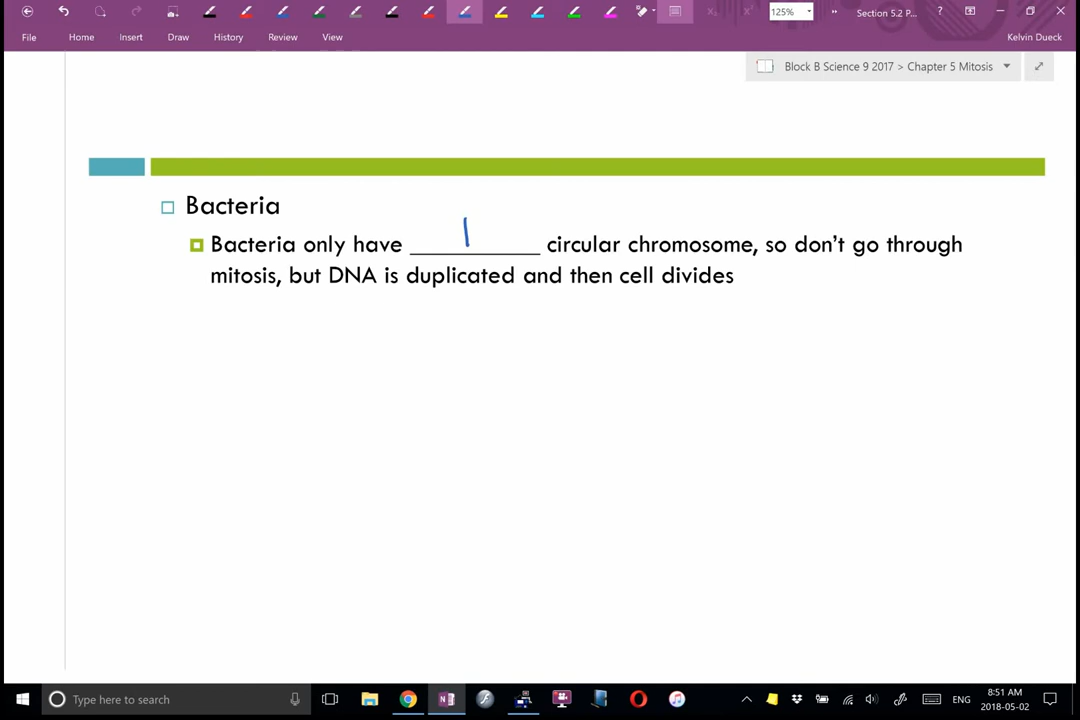 125%
Section 5.2 P...
?
File
Home
Insert
Draw
History
Review
View
Kelvin Dueck
Block B Science 9 2017 > Chapter 5 Mitosis
Bacteria
Bacteria only have ____1____ circular chromosome, so don't go through
mitosis, but DNA is duplicated and then cell divides
Type here to search
ENG
8:51 AM
2018-05-02